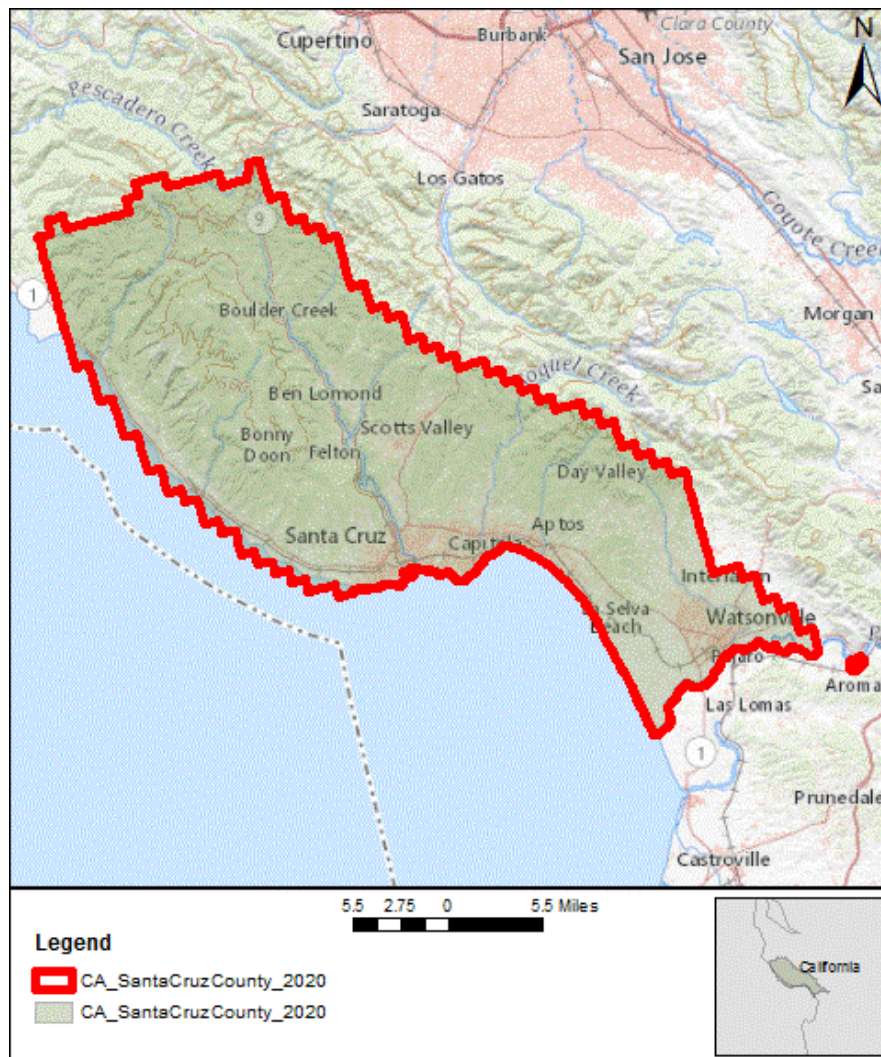 Clara County
N
Cupertino
Burbank
San Jose
Pescadero Creek
Saratoga
Los Gatos
Coyote Creek
9
1
Boulder Creek
Morgan
Soquel Creek
Sa
Ben Lomond
Scotts Valley
Bonny
Doon
Felton
Day Valley
Santa Cruz
Capitola
Aptos
Interlaken
La Selva
Beach
Watsonville
P
Pajaro
Aroma
Las Lomas
1
Prunedale
Castroville
5.5 2.75 0 5.5 Miles
Legend
CA_SantaCruzCounty_2020
CA_SantaCruzCounty_2020
California